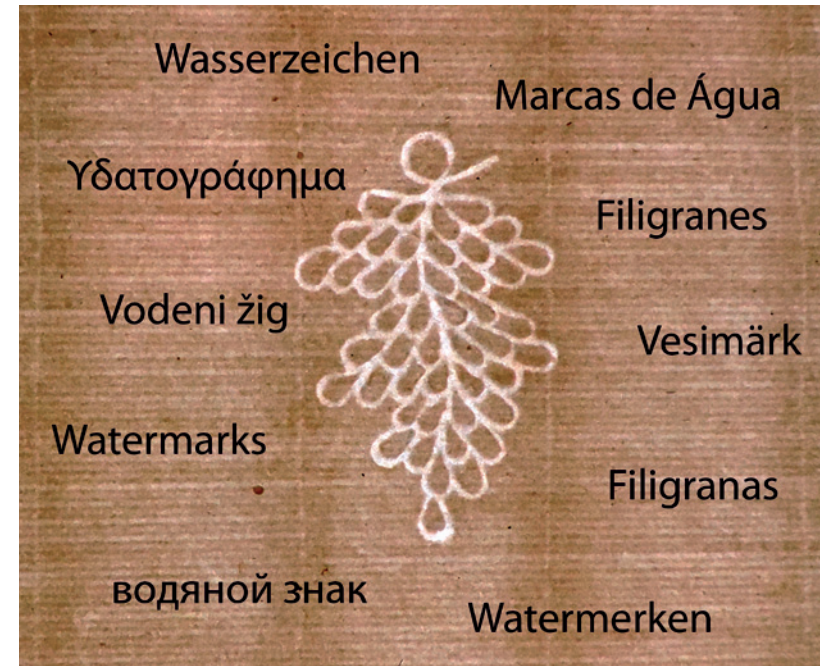 Wasserzeichen
Marcas de Água
Υδατογράφημα
Filigranes
Vodeni žig
Vesimärk
Watermarks
Filigranas
водяной знак
Watermerken